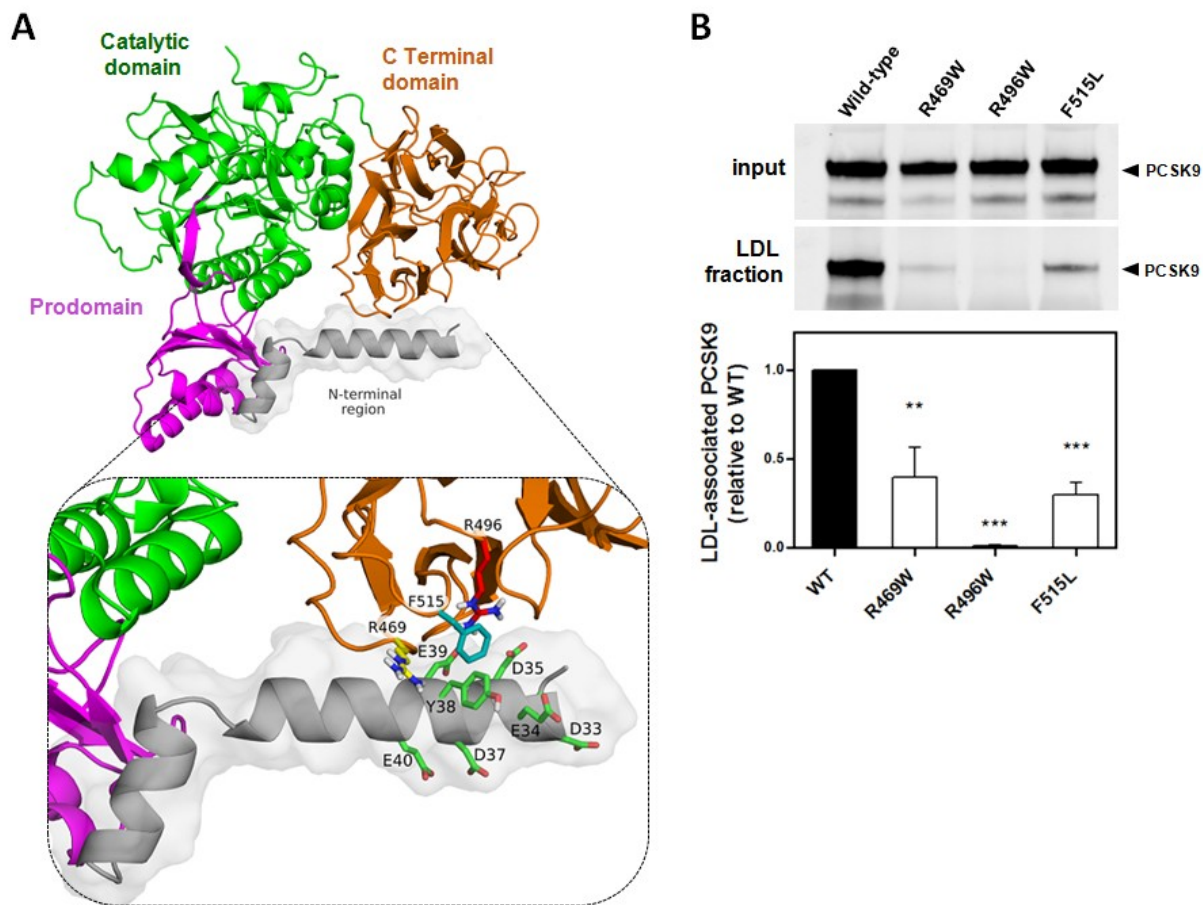 A
Catalytic
domain
C Terminal
domain
Prodomain
N-terminal
region
R496
F515
R469
E39
D35
Y38
E34
D33
E40
D37
B
Wild-type
R469W
R496W
F515L
input
PCSK9
LDL
fraction
PCSK9
LDL-associated PCSK9
(relative to WT)
1.0
0.5
0.0
**
***
***
WT
R469W
R496W
F515L